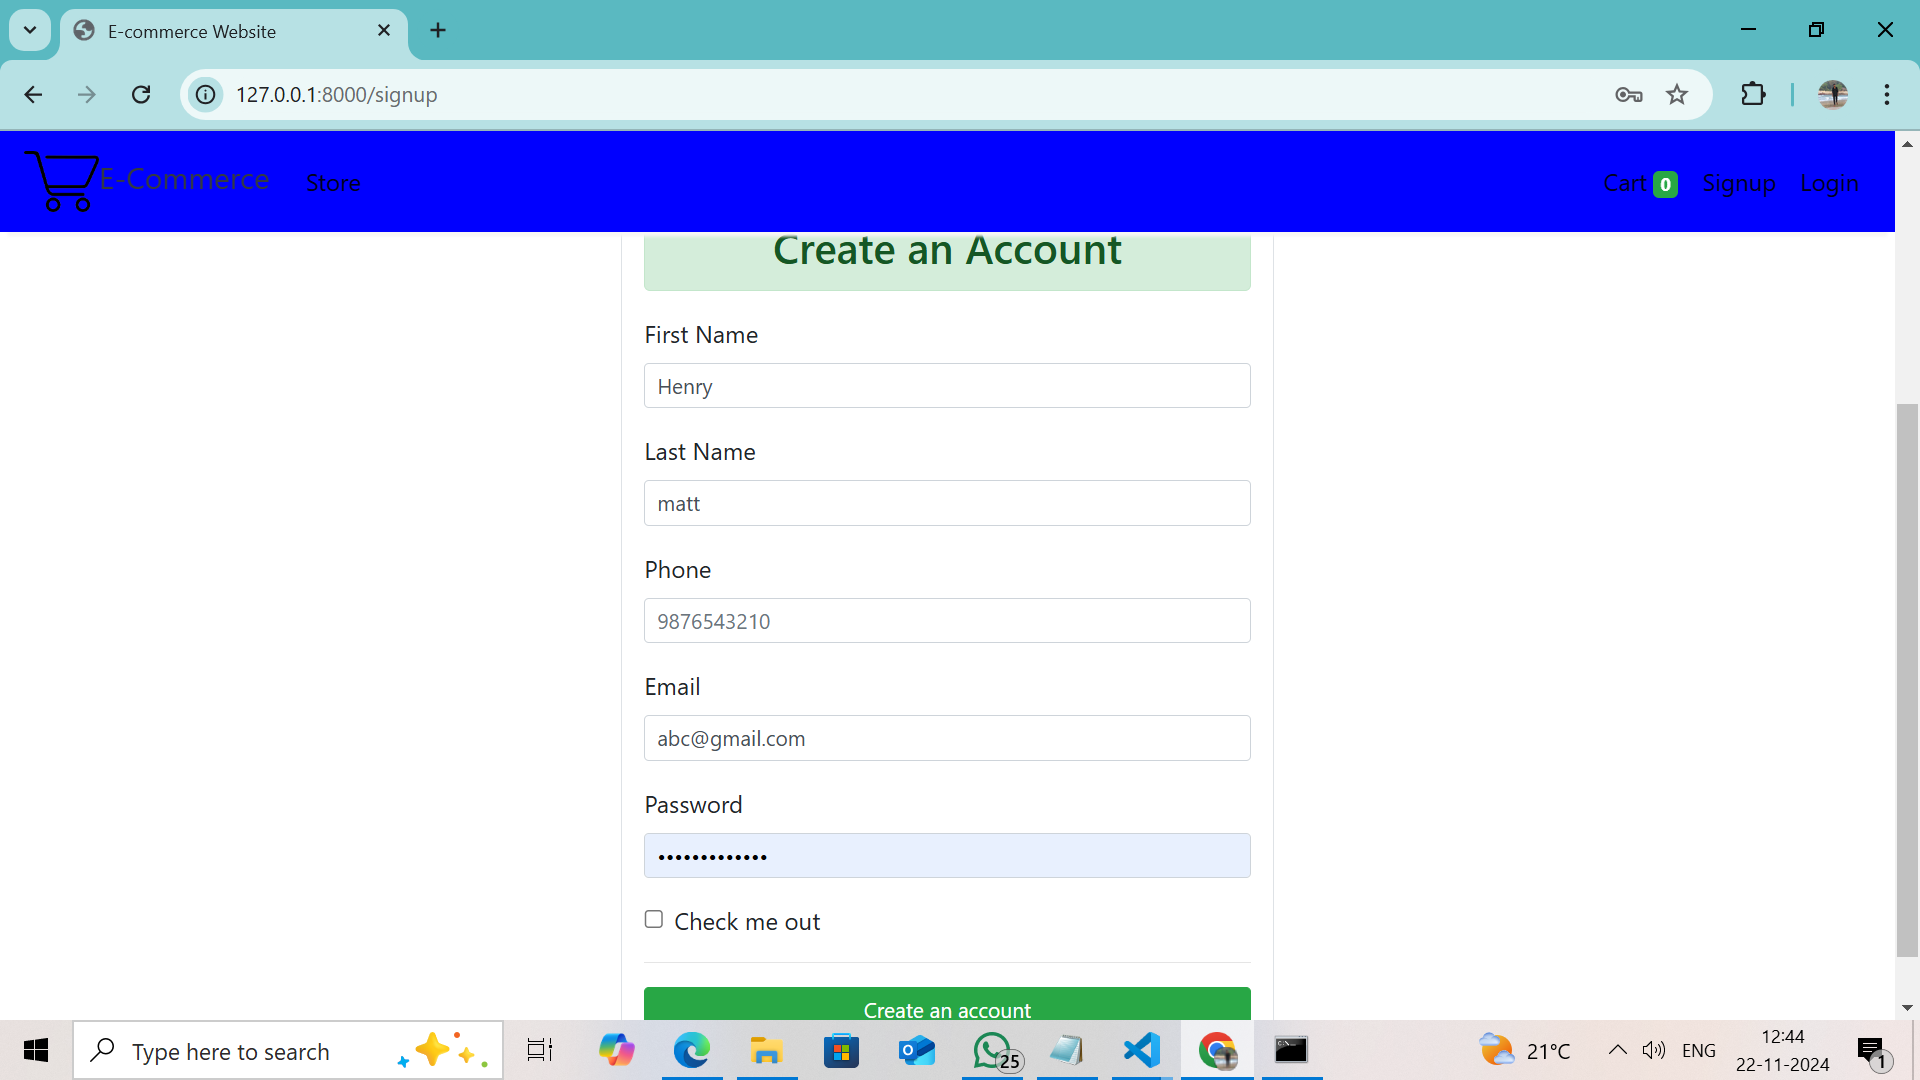 E-commerce Website
127.0.0.1:8000/signup
E-Commerce Store Cart 0 Signup Login
Create an Account
First Name
Henry
Last Name
matt
Phone
9876543210
Email
abc@gmail.com
Password
•••••••••••••
Check me out
Create an account
Type here to search 25 21°C ENG 12:44
22-11-2024 1